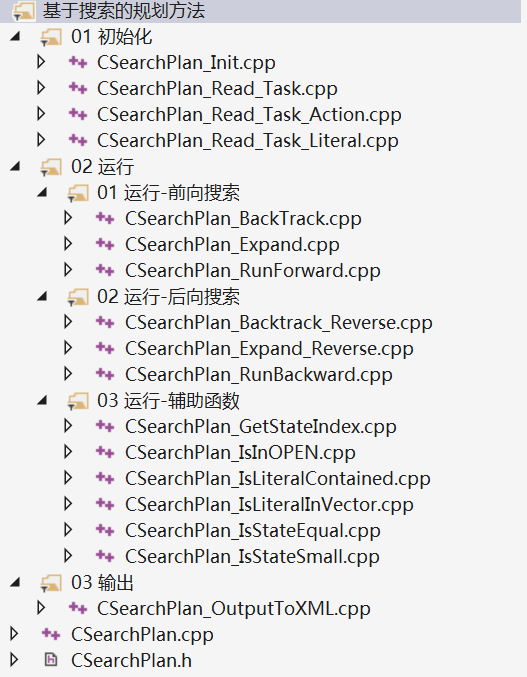 基于搜索的规划方法
01 初始化
CSearchPlan_Init.cpp
CSearchPlan_Read_Task.cpp
CSearchPlan_Read_Task_Action.cpp
CSearchPlan_Read_Task_Literal.cpp
02 运行
01 运行-前向搜索
CSearchPlan_BackTrack.cpp
CSearchPlan_Expand.cpp
CSearchPlan_RunForward.cpp
02 运行-后向搜索
CSearchPlan_Backtrack_Reverse.cpp
CSearchPlan_Expand_Reverse.cpp
CSearchPlan_RunBackward.cpp
03 运行-辅助函数
CSearchPlan_GetStateIndex.cpp
CSearchPlan_IsInOPEN.cpp
CSearchPlan_IsLiteralContained.cpp
CSearchPlan_IsLiteralInVector.cpp
CSearchPlan_IsStateEqual.cpp
CSearchPlan_IsStateSmall.cpp
03 输出
CSearchPlan_OutputToXML.cpp
CSearchPlan.cpp
CSearchPlan.h